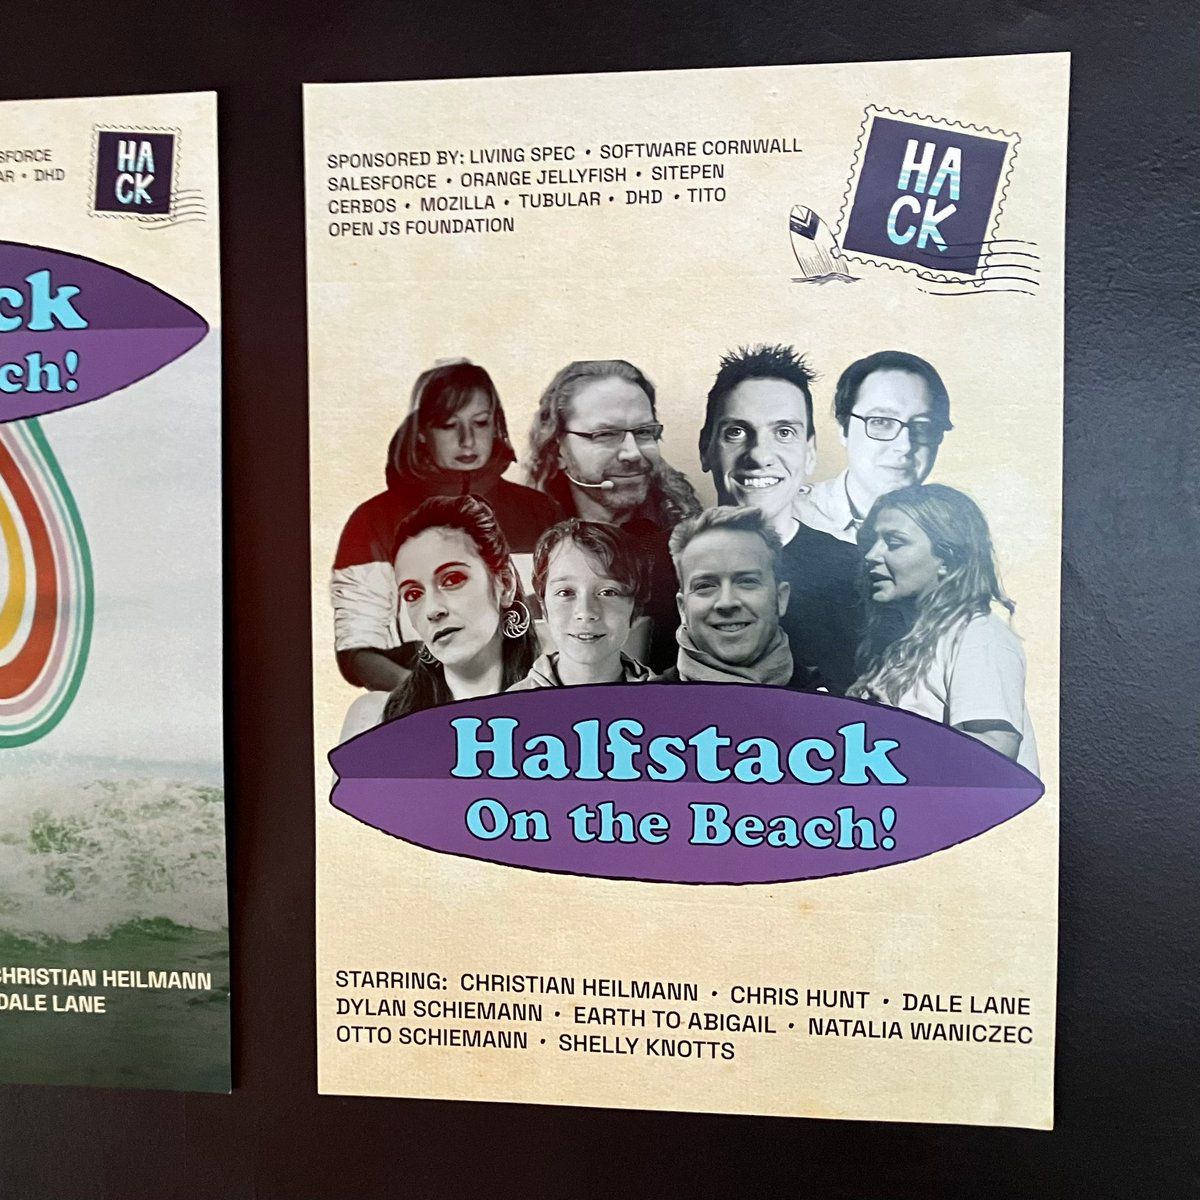 SFORCE
AR • DHD
HA
CK
ck
ch!
CHRISTIAN HEILMANN
DALE LANE
SPONSORED BY: LIVING SPEC • SOFTWARE CORNWALL
SALESFORCE • ORANGE JELLYFISH • SITEPEN
CERBOS • MOZILLA • TUBULAR • DHD • TITO
OPEN JS FOUNDATION
HA
CK
Halfstack
On the Beach!
STARRING: CHRISTIAN HEILMANN • CHRIS HUNT • DALE LANE
DYLAN SCHIEMANN • EARTH TO ABIGAIL • NATALIA WANICZEC
OTTO SCHIEMANN • SHELLY KNOTTS